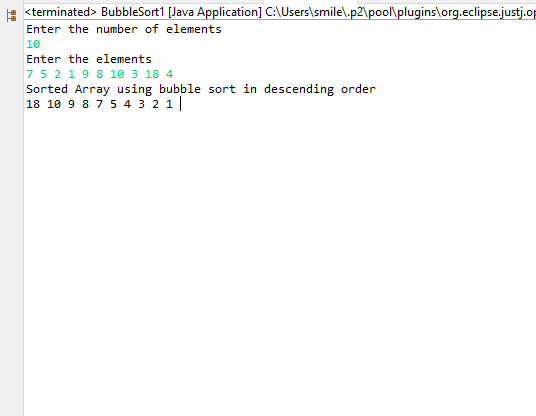 <terminated> BubbleSort1 [Java Application] C:\Users\smile\.p2\pool\plugins\org.eclipse.justj.op
Enter the number of elements
10
Enter the elements
7 5 2 1 9 8 10 3 18 4
Sorted Array using bubble sort in descending order
18 10 9 8 7 5 4 3 2 1